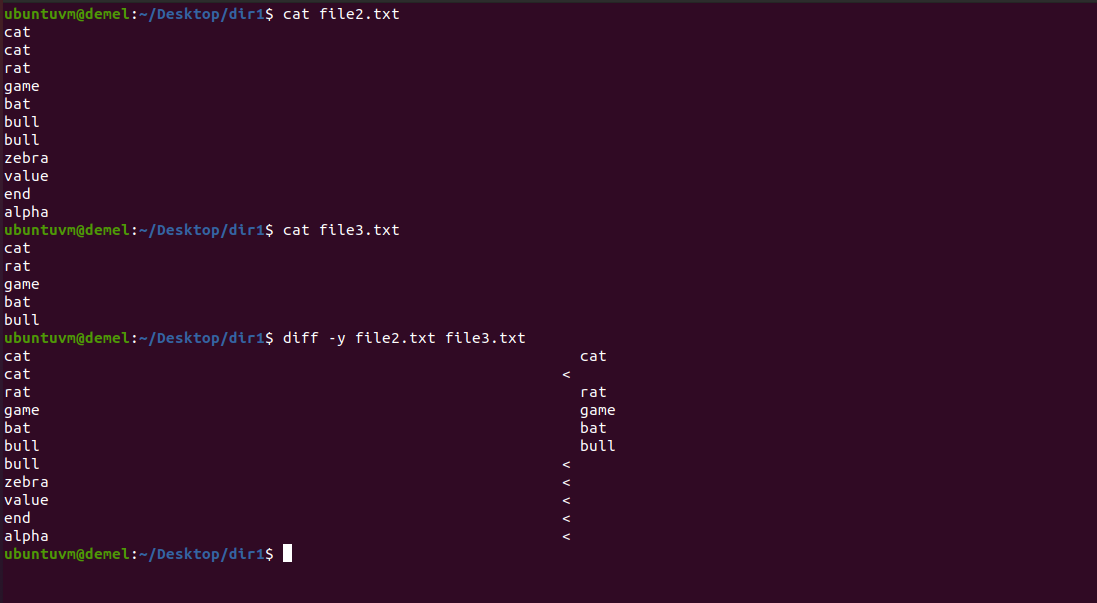 ubuntuvm@demel:~/Desktop/dir1$ cat file2.txt
cat
cat
rat
game
bat
bull
bull
zebra
value
end
alpha
ubuntuvm@demel:~/Desktop/dir1$ cat file3.txt
cat
rat
game
bat
bull
ubuntuvm@demel:~/Desktop/dir1$ diff -y file2.txt file3.txt
cat cat
cat <
rat rat
game game
bat bat
bull bull
bull <
zebra <
value <
end <
alpha <
ubuntuvm@demel:~/Desktop/dir1$